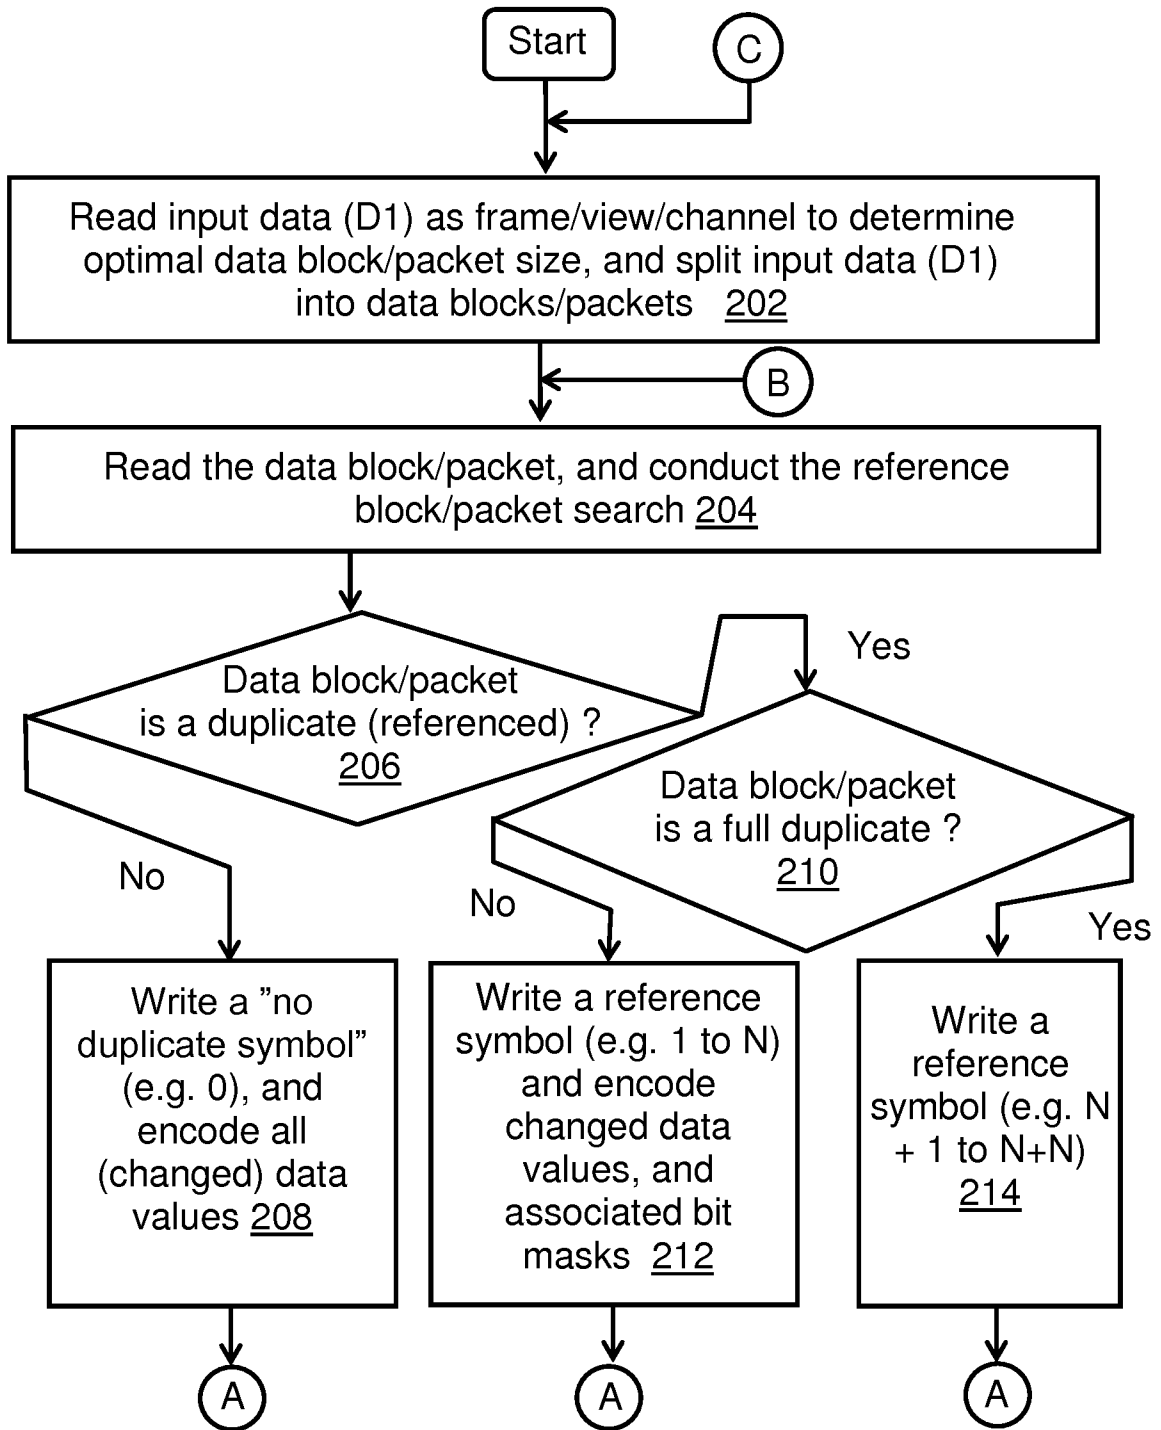 Start
C
Read input data (D1) as frame/view/channel to determine
optimal data block/packet size, and split input data (D1)
into data blocks/packets 202
B
Read the data block/packet, and conduct the reference
block/packet search 204
Yes
Data block/packet
is a duplicate (referenced) ?
206
Data block/packet
is a full duplicate ?
210
No
No
Yes
Write a ”no
duplicate symbol”
(e.g. 0), and
encode all
(changed) data
values 208
Write a reference
symbol (e.g. 1 to N)
and encode
changed data
values, and
associated bit
masks 212
Write a
reference
symbol (e.g. N
+ 1 to N+N)
214
A
A
A